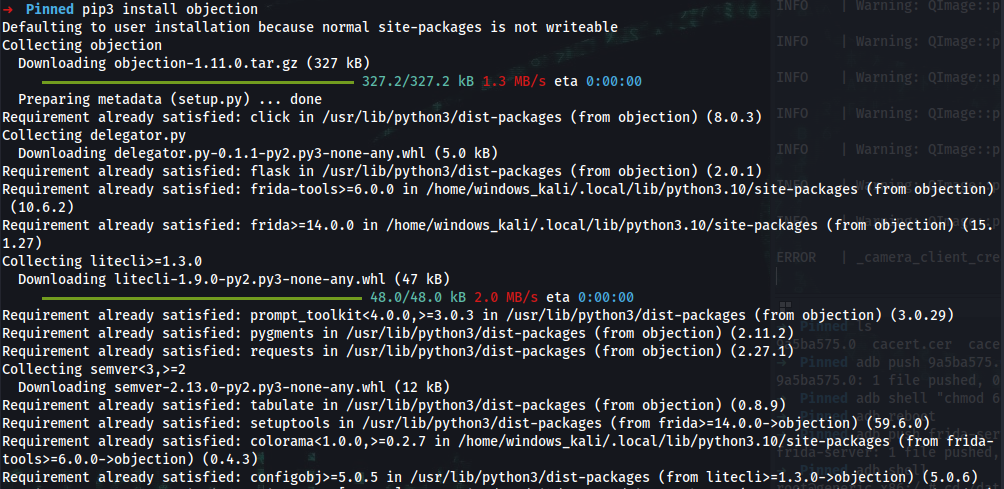 → Pinned pip3 install objection
Defaulting to user installation because normal site-packages is not writeable
Collecting objection
Downloading objection-1.11.0.tar.gz (327 kB)
327.2/327.2 kB 1.3 MB/s eta 0:00:00
Preparing metadata (setup.py) ... done
Requirement already satisfied: click in /usr/lib/python3/dist-packages (from objection) (8.0.3)
Collecting delegator.py
Downloading delegator.py-0.1.1-py2.py3-none-any.whl (5.0 kB)
Requirement already satisfied: flask in /usr/lib/python3/dist-packages (from objection) (2.0.1)
Requirement already satisfied: frida-tools>=6.0.0 in /home/windows_kali/.local/lib/python3.10/site-packages (from objection)
(10.6.2)
Requirement already satisfied: frida>=14.0.0 in /home/windows_kali/.local/lib/python3.10/site-packages (from objection) (15.
1.27)
Collecting litecli>=1.3.0
Downloading litecli-1.9.0-py2.py3-none-any.whl (47 kB)
48.0/48.0 kB 2.0 MB/s eta 0:00:00
Requirement already satisfied: prompt_toolkit<4.0.0,>=3.0.3 in /usr/lib/python3/dist-packages (from objection) (3.0.29)
Requirement already satisfied: pygments in /usr/lib/python3/dist-packages (from objection) (2.11.2)
Requirement already satisfied: requests in /usr/lib/python3/dist-packages (from objection) (2.27.1)
Collecting semver<3,>=2
Downloading semver-2.13.0-py2.py3-none-any.whl (12 kB)
Requirement already satisfied: tabulate in /usr/lib/python3/dist-packages (from objection) (0.8.9)
Requirement already satisfied: setuptools in /usr/lib/python3/dist-packages (from frida>=14.0.0->objection) (59.6.0)
Requirement already satisfied: colorama<1.0.0,>=0.2.7 in /home/windows_kali/.local/lib/python3.10/site-packages (from frida-
tools>=6.0.0->objection) (0.4.3)
Requirement already satisfied: configobj>=5.0.5 in /usr/lib/python3/dist-packages (from litecli>=1.3.0->objection) (5.0.6)
INFO | Warning: QImage::p
INFO | Warning: QImage::p
INFO | Warning: QImage::p
INFO | Warning: QImage::p
INFO | Warning: QImage::p
INFO | Warning: QImage::p
INFO | Warning: QImage::p
ERROR | _camera_client_cre
Pinned ls
9a5ba575.0 cacert.cer cace
→ Pinned adb push 9a5ba575.
9a5ba575.0: 1 file pushed, 0
Pinned adb shell "chmod 6
Pinned adb reboot
frida-server: 1 file pushed,
→ Pinned adb shell